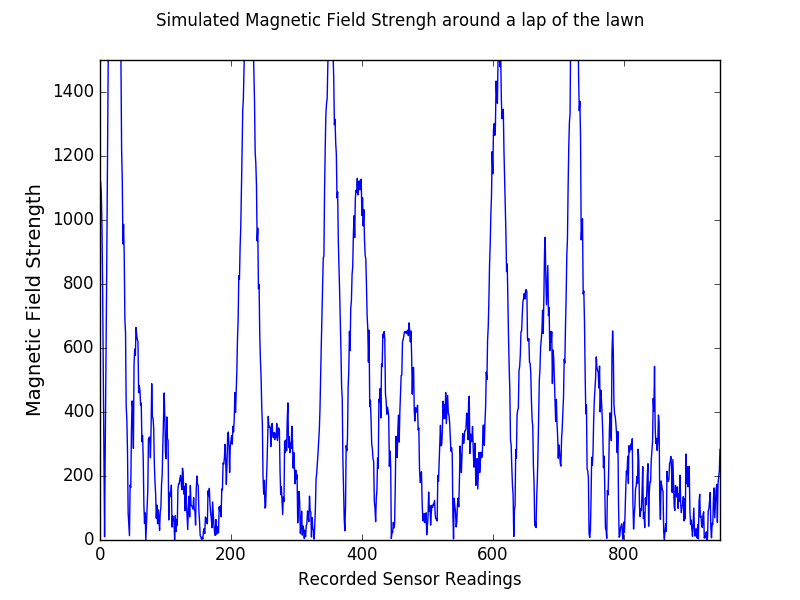 Simulated Magnetic Field Strengh around a lap of the lawn
1400
1200
1000
800
600
400
200
0
Magnetic Field Strength
0 200 400 600 800
Recorded Sensor Readings